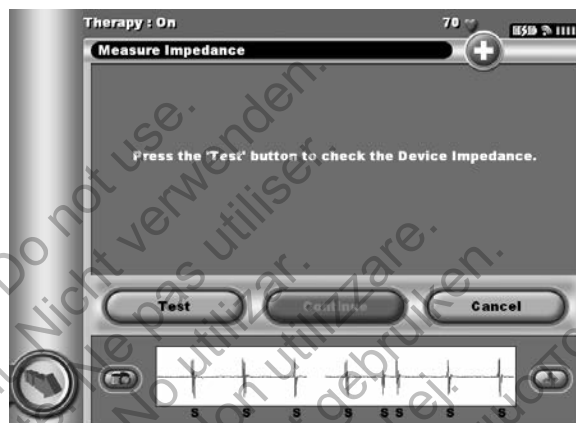 Therapy : On
70
Measure Impedance
Press the 'Test' button to check the Device Impedance.
Test
Continue
Cancel
S S S S S S S S
Do not use.
Nicht verwenden.
Ne pas utiliser.
No utilizar.
Non utilizzare.
gebruiken.